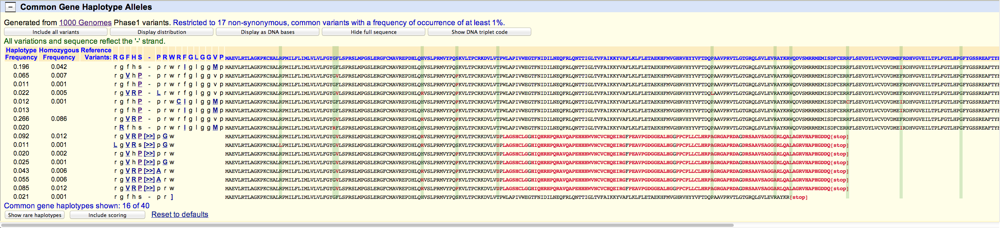 Common Gene Haplotype Alleles
Generated from 1000 Genomes Phase1 variants. Restricted to 17 non-synonymous, common variants with a frequency of occurrence of at least 1%.
Include all variants Display distribution Display as DNA bases Hide full sequence Show DNA triplet code
All variations and sequence reflect the '-' strand.
Haplotype Homozygous Reference
Frequency Frequency Variants: R G F H S - P R W R F G L G G V P MAEVLRTLAGKPKCHALRPMILFLIMLVLVLFGYGFLSPRSLMPGSLERGFCMAVREPDHLQHVSLPRMVYPQSKVLTPCRKDVLVTPWLAPIVWEGTFNIDILNEQFRLQNTTIGLTVFAIKKYVAFLKLFLETAEKHFMVGHRVHYYVFTDQPAAVPRVTLGTGRQLSVLEVRAYKRWQDVSMRRMEMISDFCERRFLSEVDYLVCVDVDMEFRDHVGVEILTPLFGTLHPGFYGSSREAFTYE
0.196 0.042 r g f h s - p r w r I g l g g M p MAEVLRTLAGKPKCHALRPMILFLIMLVLVLFGYGFLSPRSLMPGSLERGFCMAVREPDHLQHVSLPRMVYPQSKVLTPCRKDVLVTPWLAPIVWEGTFNIDILNEQFRLQNTTIGLTVFAIKKYVAFLKLFLETAEKHFMVGHRVHYYVFTDQPAAVPRVTLGTGRQLSVLEVRAYKRWQDVSMRRMEMISDFCERRFLSEVDYLVCVDVDMEIRDHVGVEILTPLFGTLHPGFYGSSREAFTYE
0.065 0.007 r g V h P - p r w r f g l g g v p MAEVLRTLAGKPKCHALRPMILFLIMLVLVLFGYGVLSPRSLMPGSLERGFCMAVREPDHLQHVSLPRMVYPQPKVLTPCRKDVLVTPWLAPIVWEGTFNIDILNEQFRLQNTTIGLTVFAIKKYVAFLKLFLETAEKHFMVGHRVHYYVFTDQPAAVPRVTLGTGRQLSVLEVRAYKRWQDVSMRRMEMISDFCERRFLSEVDYLVCVDVDMEFRDHVGVEILTPLFGTLHPGFYGSSREAFTYE
0.011 0.001 r g f h P - p r w r f g l g g v p MAEVLRTLAGKPKCHALRPMILFLIMLVLVLFGYGFLSPRSLMPGSLERGFCMAVREPDHLQHVSLPRMVYPQPKVLTPCRKDVLVTPWLAPIVWEGTFNIDILNEQFRLQNTTIGLTVFAIKKYVAFLKLFLETAEKHFMVGHRVHYYVFTDQPAAVPRVTLGTGRQLSVLEVRAYKRWQDVSMRRMEMISDFCERRFLSEVDYLVCVDVDMEFRDHVGVEILTPLFGTLHPGFYGSSREAFTYE
0.022 0.005 r g V R P - L r w r f g l g g v p MAEVLRTLAGKPKCHALRPMILFLIMLVLVLFGYGVLSPRSLMPGSLERGFCMAVREPDHLQRVSLPRMVYPQPKVLTPCRKDVLVTPWLAPIVWEGTFNIDILNEQFRLQNTTIGLTVFAIKKYVAFLKLFLETAEKHFMVGHRVHYYVFTDQLAAVPRVTLGTGRQLSVLEVRAYKRWQDVSMRRMEMISDFCERRFLSEVDYLVCVDVDMEFRDHVGVEILTPLFGTLHPGFYGSSREAFTYE
0.012 0.001 r g f h P - p r w C I g l g g M p MAEVLRTLAGKPKCHALRPMILFLIMLVLVLFGYGFLSPRSLMPGSLERGFCMAVREPDHLQHVSLPRMVYPQPKVLTPCRKDVLVTPWLAPIVWEGTFNIDILNEQFRLQNTTIGLTVFAIKKYVAFLKLFLETAEKHFMVGHRVHYYVFTDQPAAVPRVTLGTGRQLSVLEVRAYKRWQDVSMRRMEMISDFCERCFLSEVDYLVCVDVDMEIRDHVGVEILTPLFGTLHPGFYGSSREAFTYE
0.013 r g f h P - p r w r I g l g g M p MAEVLRTLAGKPKCHALRPMILFLIMLVLVLFGYGFLSPRSLMPGSLERGFCMAVREPDHLQHVSLPRMVYPQPKVLTPCRKDVLVTPWLAPIVWEGTFNIDILNEQFRLQNTTIGLTVFAIKKYVAFLKLFLETAEKHFMVGHRVHYYVFTDQPAAVPRVTLGTGRQLSVLEVRAYKRWQDVSMRRMEMISDFCERRFLSEVDYLVCVDVDMEIRDHVGVEILTPLFGTLHPGFYGSSREAFTYE
0.266 0.086 r g V R P - p r w r f g l g g v p MAEVLRTLAGKPKCHALRPMILFLIMLVLVLFGYGVLSPRSLMPGSLERGFCMAVREPDHLQRVSLPRMVYPQPKVLTPCRKDVLVTPWLAPIVWEGTFNIDILNEQFRLQNTTIGLTVFAIKKYVAFLKLFLETAEKHFMVGHRVHYYVFTDQPAAVPRVTLGTGRQLSVLEVRAYKRWQDVSMRRMEMISDFCERRFLSEVDYLVCVDVDMEFRDHVGVEILTPLFGTLHPGFYGSSREAFTYE
0.020 r R f h s - p r w r I g l g g M p MAEVLRTLAGKPKCHALRPMILFLIMLVLVLFGYRFLSPRSLMPGSLERGFCMAVREPDHLQHVSLPRMVYPQSKVLTPCRKDVLVTPWLAPIVWEGTFNIDILNEQFRLQNTTIGLTVFAIKKYVAFLKLFLETAEKHFMVGHRVHYYVFTDQPAAVPRVTLGTGRQLSVLEVRAYKRWQDVSMRRMEMISDFCERRFLSEVDYLVCVDVDMEIRDHVGVEILTPLFGTLHPGFYGSSREAFTYE
0.092 0.012 r g V R P [>>] p G w MAEVLRTLAGKPKCHALRPMILFLIMLVLVLFGYGVLSPRSLMPGSLERGFCMAVREPDHLQRVSLPRMVYPQPKVLTPCRKDVLVDPLAGSHCLGGHIQHRHPQRAVQAPEHHHWVNCVCHQEIRGFPEAVPGDGGEALHGGPPCPLLCLHRPAGRGAPRDAGDRSAAVSAGGGRLQALAGRVHAPHGDDQ[stop]
0.011 0.001 L g V R s [>>] p G w MAEVLRTLAGKPKCHALLPMILFLIMLVLVLFGYGVLSPRSLMPGSLERGFCMAVREPDHLQRVSLPRMVYPQSKVLTPCRKDVLVDPLAGSHCLGGHIQHRHPQRAVQAPEHHHWVNCVCHQEIRGFPEAVPGDGGEALHGGPPCPLLCLHRPAGRGAPRDAGDRSAAVSAGGGRLQALAGRVHAPHGDDQ[stop]
0.020 0.002 r g V h P [>>] p r w MAEVLRTLAGKPKCHALRPMILFLIMLVLVLFGYGVLSPRSLMPGSLERGFCMAVREPDHLQHVSLPRMVYPQPKVLTPCRKDVLVDPLAGSHCLGGHIQHRHPQRAVQAPEHHHWVNCVCHQEIRGFPEAVPGDGGEALHGGPPCPLLCLHRPAGRGAPRDAGDRSAAVSAGGARLQALAGRVHAPHGDDQ[stop]
0.025 0.001 r g V h P [>>] p G w MAEVLRTLAGKPKCHALRPMILFLIMLVLVLFGYGVLSPRSLMPGSLERGFCMAVREPDHLQHVSLPRMVYPQPKVLTPCRKDVLVDPLAGSHCLGGHIQHRHPQRAVQAPEHHHWVNCVCHQEIRGFPEAVPGDGGEALHGGPPCPLLCLHRPAGRGAPRDAGDRSAAVSAGGGRLQALAGRVHAPHGDDQ[stop]
0.043 0.006 r g V R P [>>] A r w MAEVLRTLAGKPKCHALRPMILFLIMLVLVLFGYGVLSPRSLMPGSLERGFCMAVREPDHLQRVSLPRMVYPQPKVLTPCRKDVLVDPLAGSHCLGGHIQHRHPQRAVQAPEHHHWVNCVCHQEIRGFPEAVPGDGGEALHGGPPCPLLCLHRPAGRGAPRDAGDRSAAVSAGGARLQALAGRVHAPHGDDQ[stop]
0.055 0.006 r g V R P [>>] A r w MAEVLRTLAGKPKCHALRPMILFLIMLVLVLFGYGVLSPRSLMPGSLERGFCMAVREPDHLQRVSLPRMVYPQPKVLTPCRKDVLVDPLAGSHCLGGHIQHRHPQRAVQAPEHHHWVNCVCHQEIRGFPEAVPGDGGEALHGGPPCPLLCLHRPAGRGAPRDAGDRSAAVSAGGARLQALAGRVHAPHGDDQ[stop]
0.085 0.012 r g V R P [>>] p r w MAEVLRTLAGKPKCHALRPMILFLIMLVLVLFGYGVLSPRSLMPGSLERGFCMAVREPDHLQRVSLPRMVYPQPKVLTPCRKDVLVDPLAGSHCLGGHIQHRHPQRAVQAPEHHHWVNCVCHQEIRGFPEAVPGDGGEALHGGPPCPLLCLHRPAGRGAPRDAGDRSAAVSAGGARLQALAGRVHAPHGDDQ[stop]
0.021 0.001 r g f h s - p r ] MAEVLRTLAGKPKCHALRPMILFLIMLVLVLFGYGFLSPRSLMPGSLERGFCMAVREPDHLQHVSLPRMVYPQSKVLTPCRKDVLVTPWLAPIVWEGTFNIDILNEQFRLQNTTIGLTVFAIKKYVAFLKLFLETAEKHFMVGHRVHYYVFTDQPAAVPRVTLGTGRQLSVLEVRAYKR[stop]
Common gene haplotypes shown: 16 of 40
Show rare haplotypes Include scoring Reset to defaults